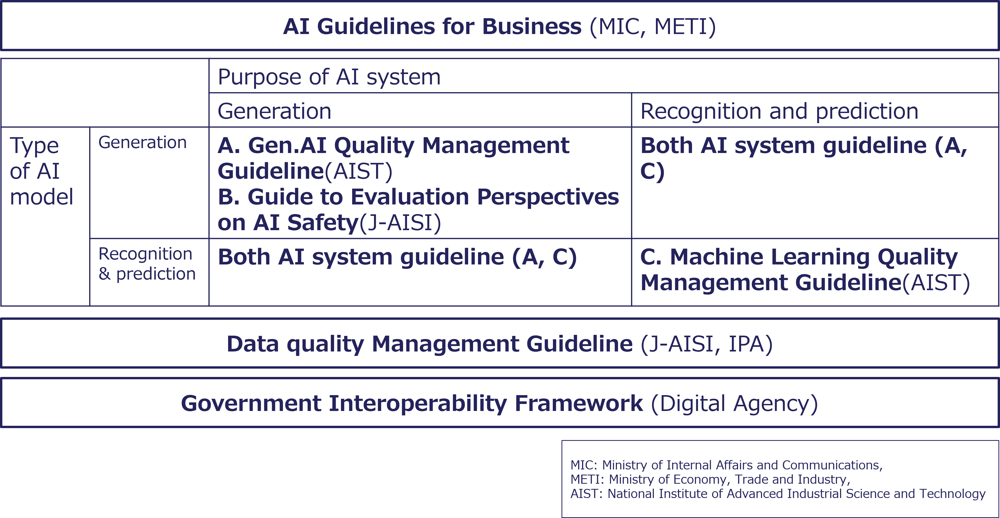 AI Guidelines for Business (MIC, METI)
Purpose of AI system
Generation
Recognition and prediction
Type
of AI
model
Generation
A. Gen.AI Quality Management
Guideline(AIST)
B. Guide to Evaluation Perspectives
on AI Safety(J-AISI)
Both AI system guideline (A,
C)
Recognition
& prediction
Both AI system guideline (A, C)
C. Machine Learning Quality
Management Guideline(AIST)
Data quality Management Guideline (J-AISI, IPA)
Government Interoperability Framework (Digital Agency)
MIC: Ministry of Internal Affairs and Communications,
METI: Ministry of Economy, Trade and Industry,
AIST: National Institute of Advanced Industrial Science and Technology